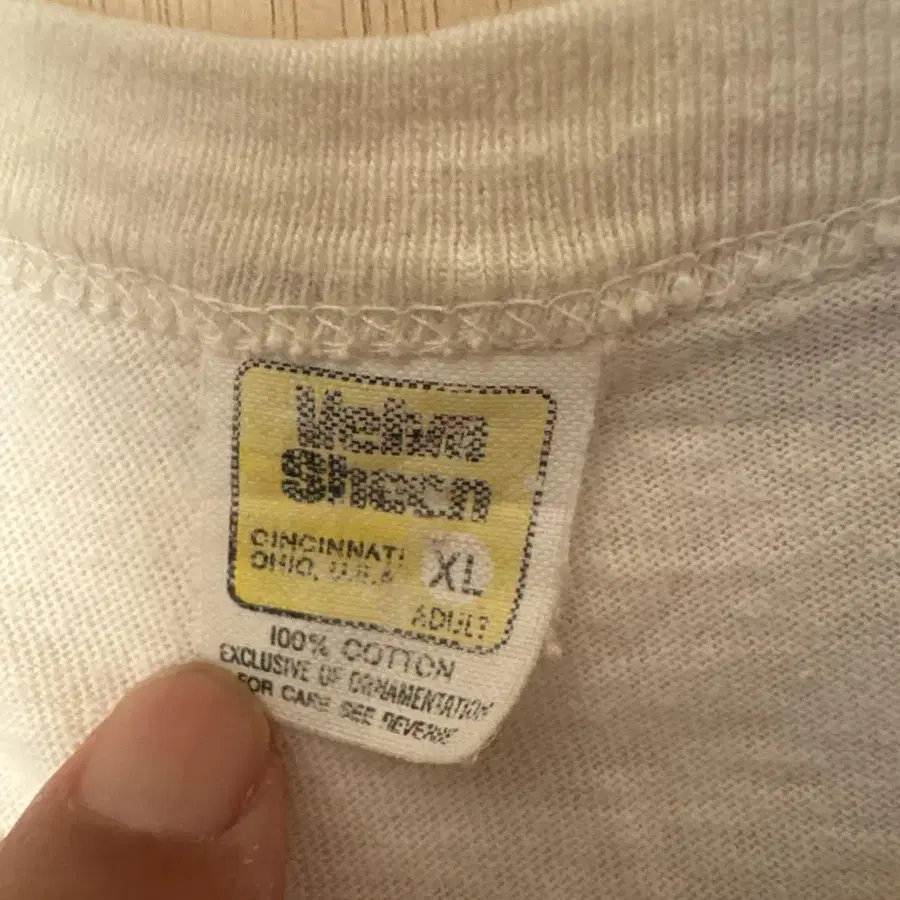 Velva
Sheen
CINCINNATI
OHIO, U.S.A
XL
ADULT
100% COTTON
EXCLUSIVE OF ORNAMENTATION
FOR CARE SEE REVERSE